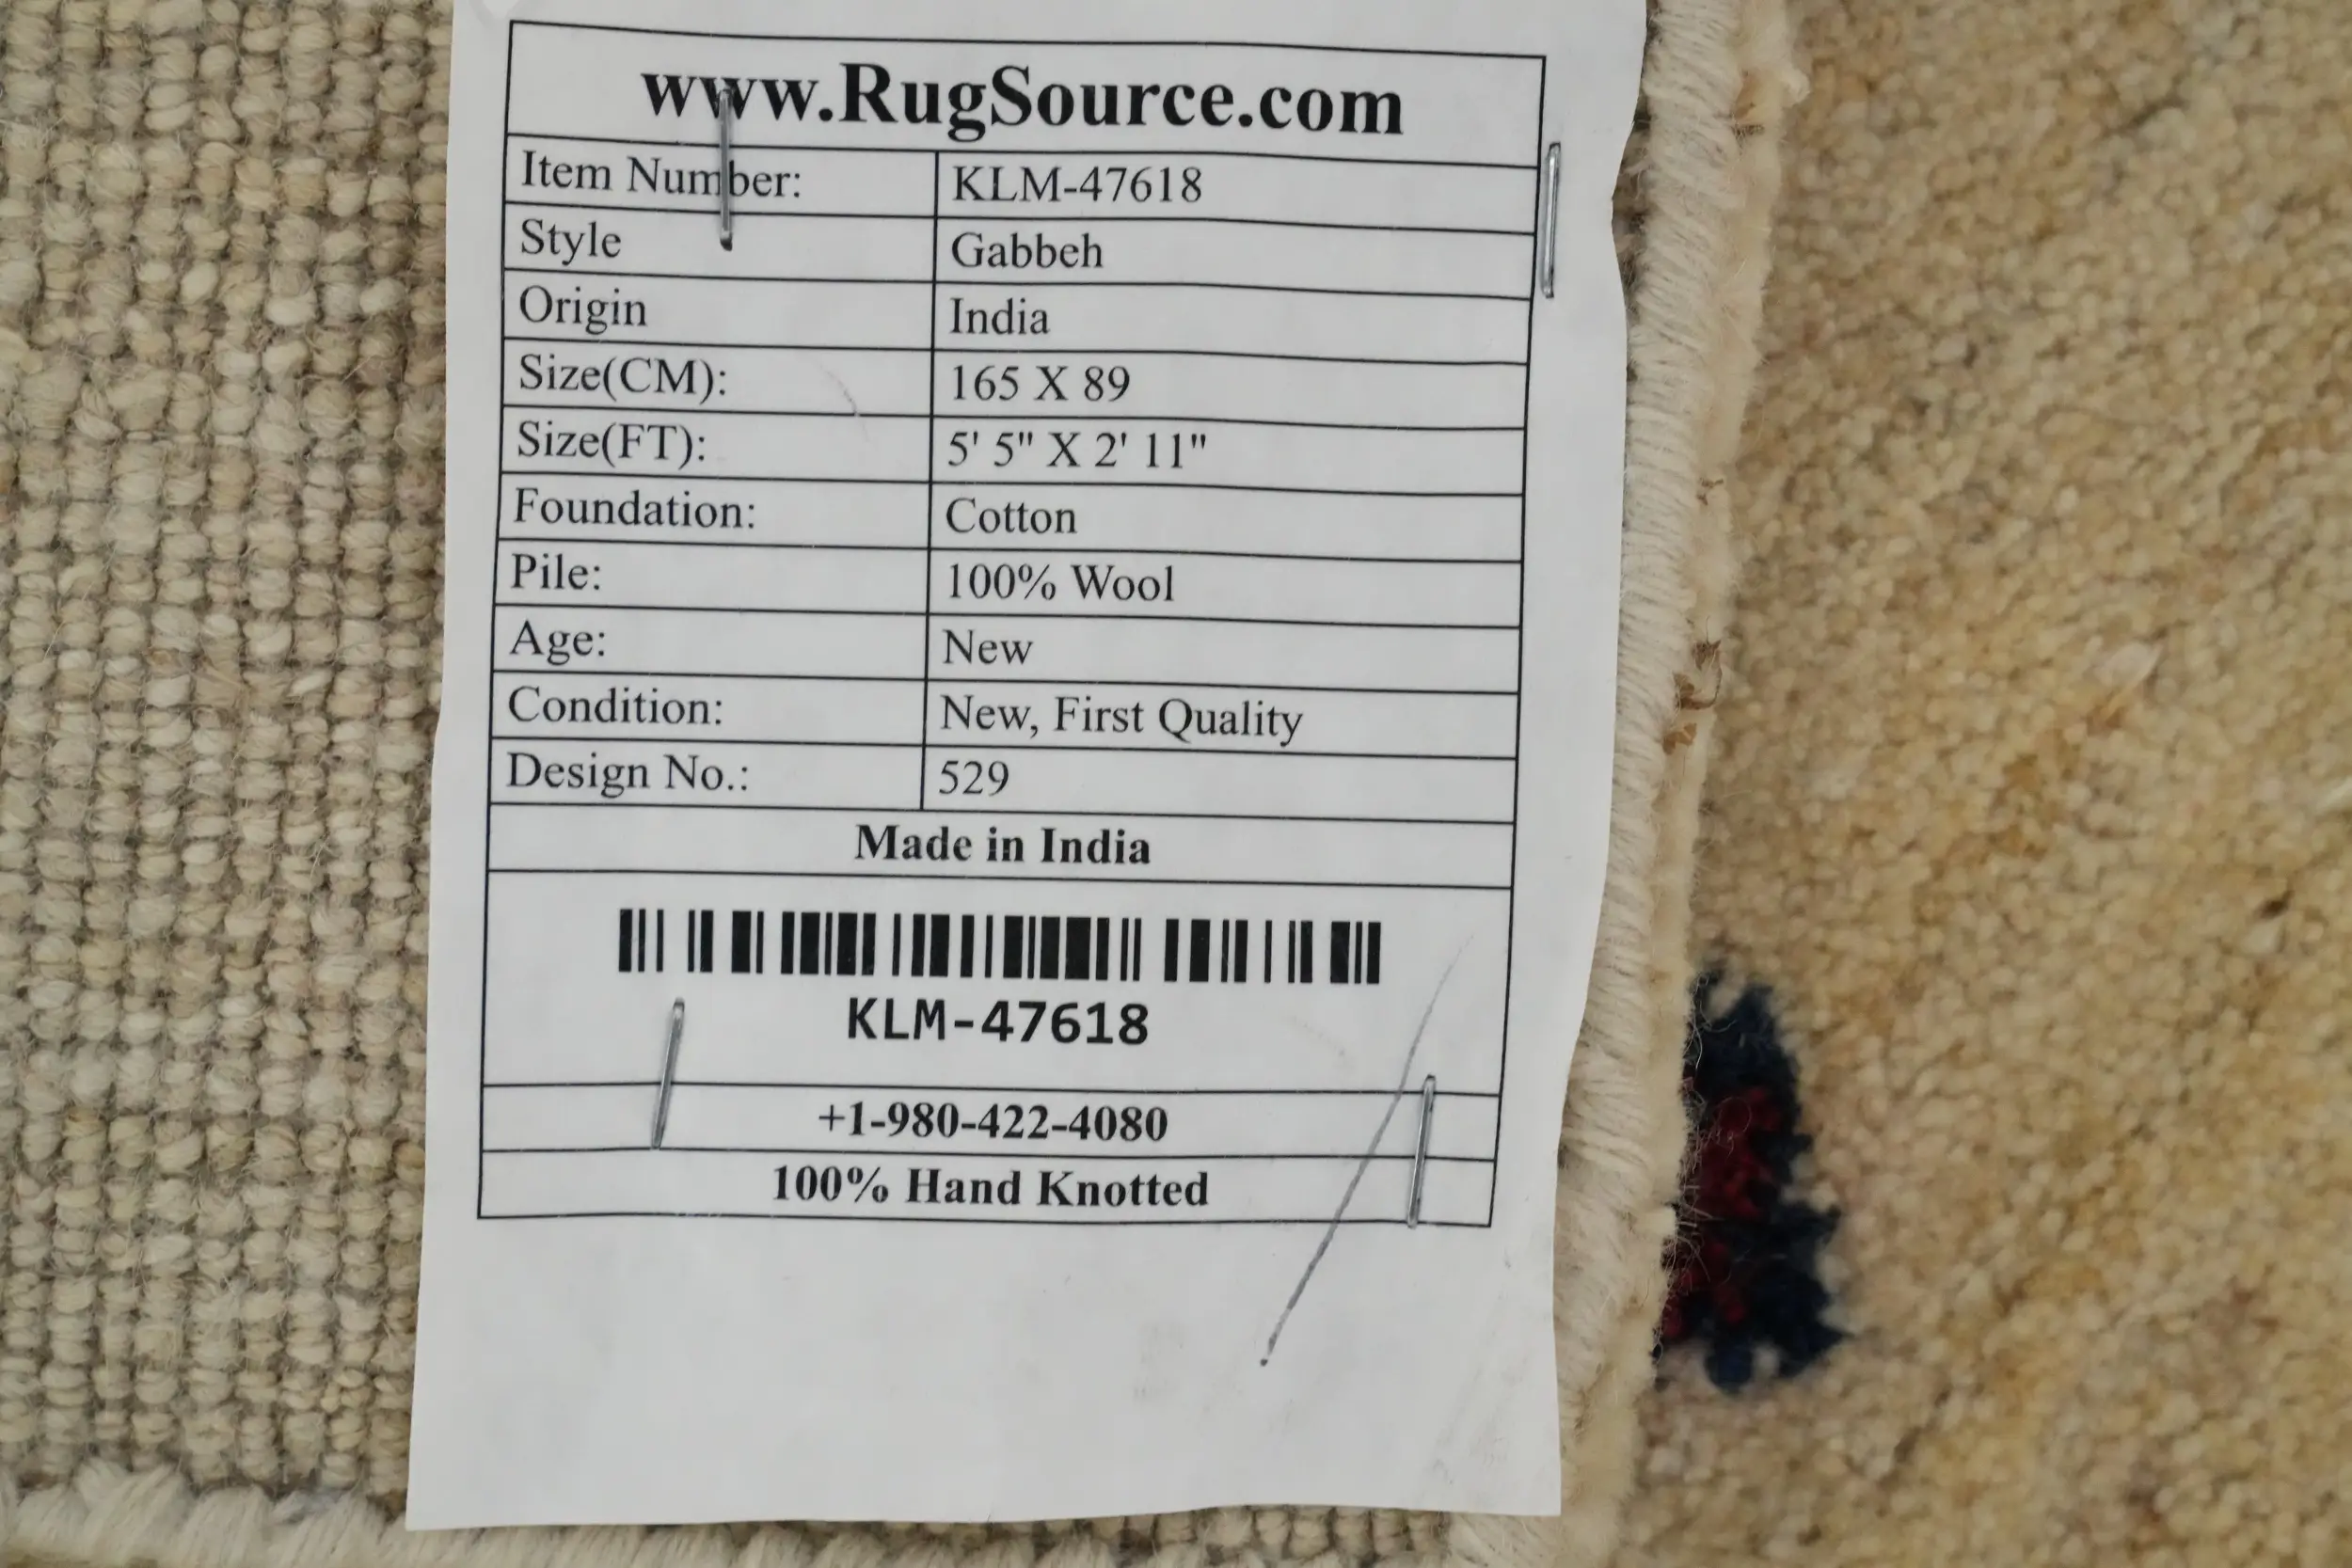 www.RugSource.com
Item Number: KLM-47618
Style Gabbeh
Origin India
Size(CM): 165 X 89
Size(FT): 5' 5" X 2' 11"
Foundation: Cotton
Pile: 100% Wool
Age: New
Condition: New, First Quality
Design No.: 529
Made in India
KLM-47618
+1-980-422-4080
100% Hand Knotted